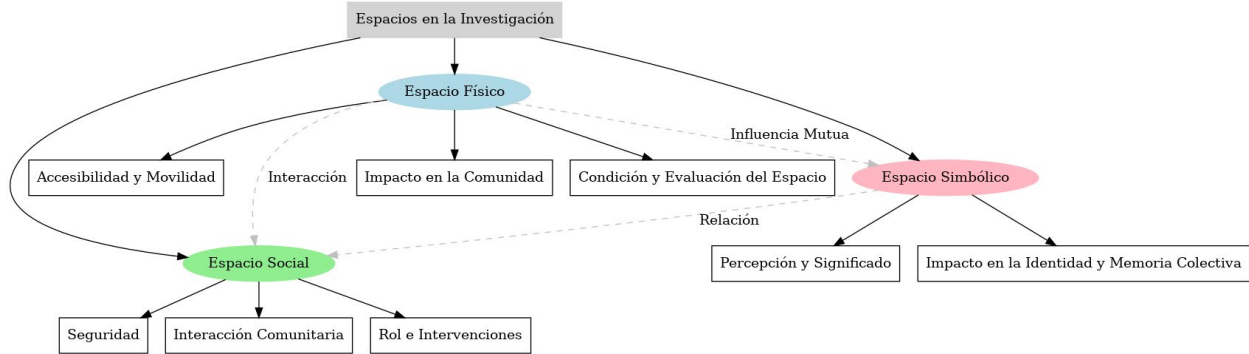 Espacios en la Investigación
Espacio Físico
Influencia Mutua
Accesibilidad y Movilidad
Interacción
Impacto en la Comunidad
Condición y Evaluación del Espacio
Espacio Simbólico
Relación
Espacio Social
Percepción y Significado
Impacto en la Identidad y Memoria Colectiva
Seguridad
Interacción Comunitaria
Rol e Intervenciones